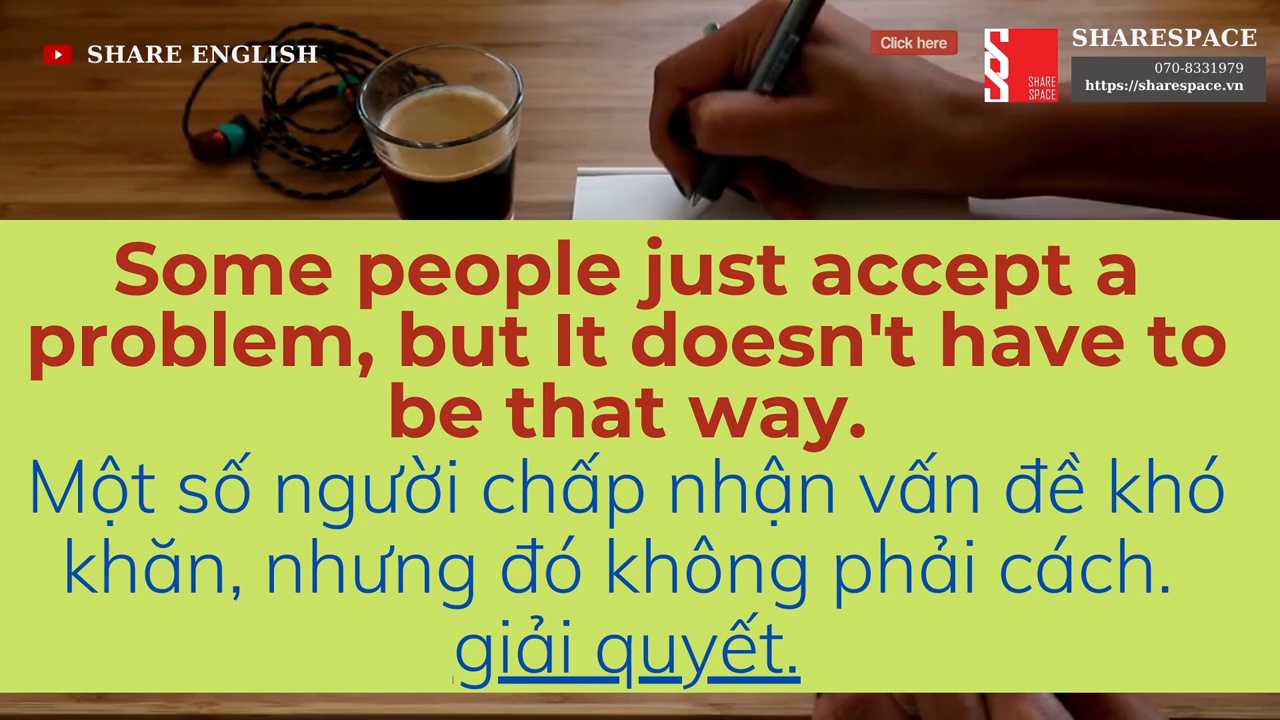 SHARE ENGLISH
Click here
SHARE
SPACE
SHARESPACE
070-8331979
https://sharespace.vn
Some people just accept a
problem, but It doesn't have to
be that way.
Một số người chấp nhận vấn đề khó
khăn, nhưng đó không phải cách.
giải quyết.